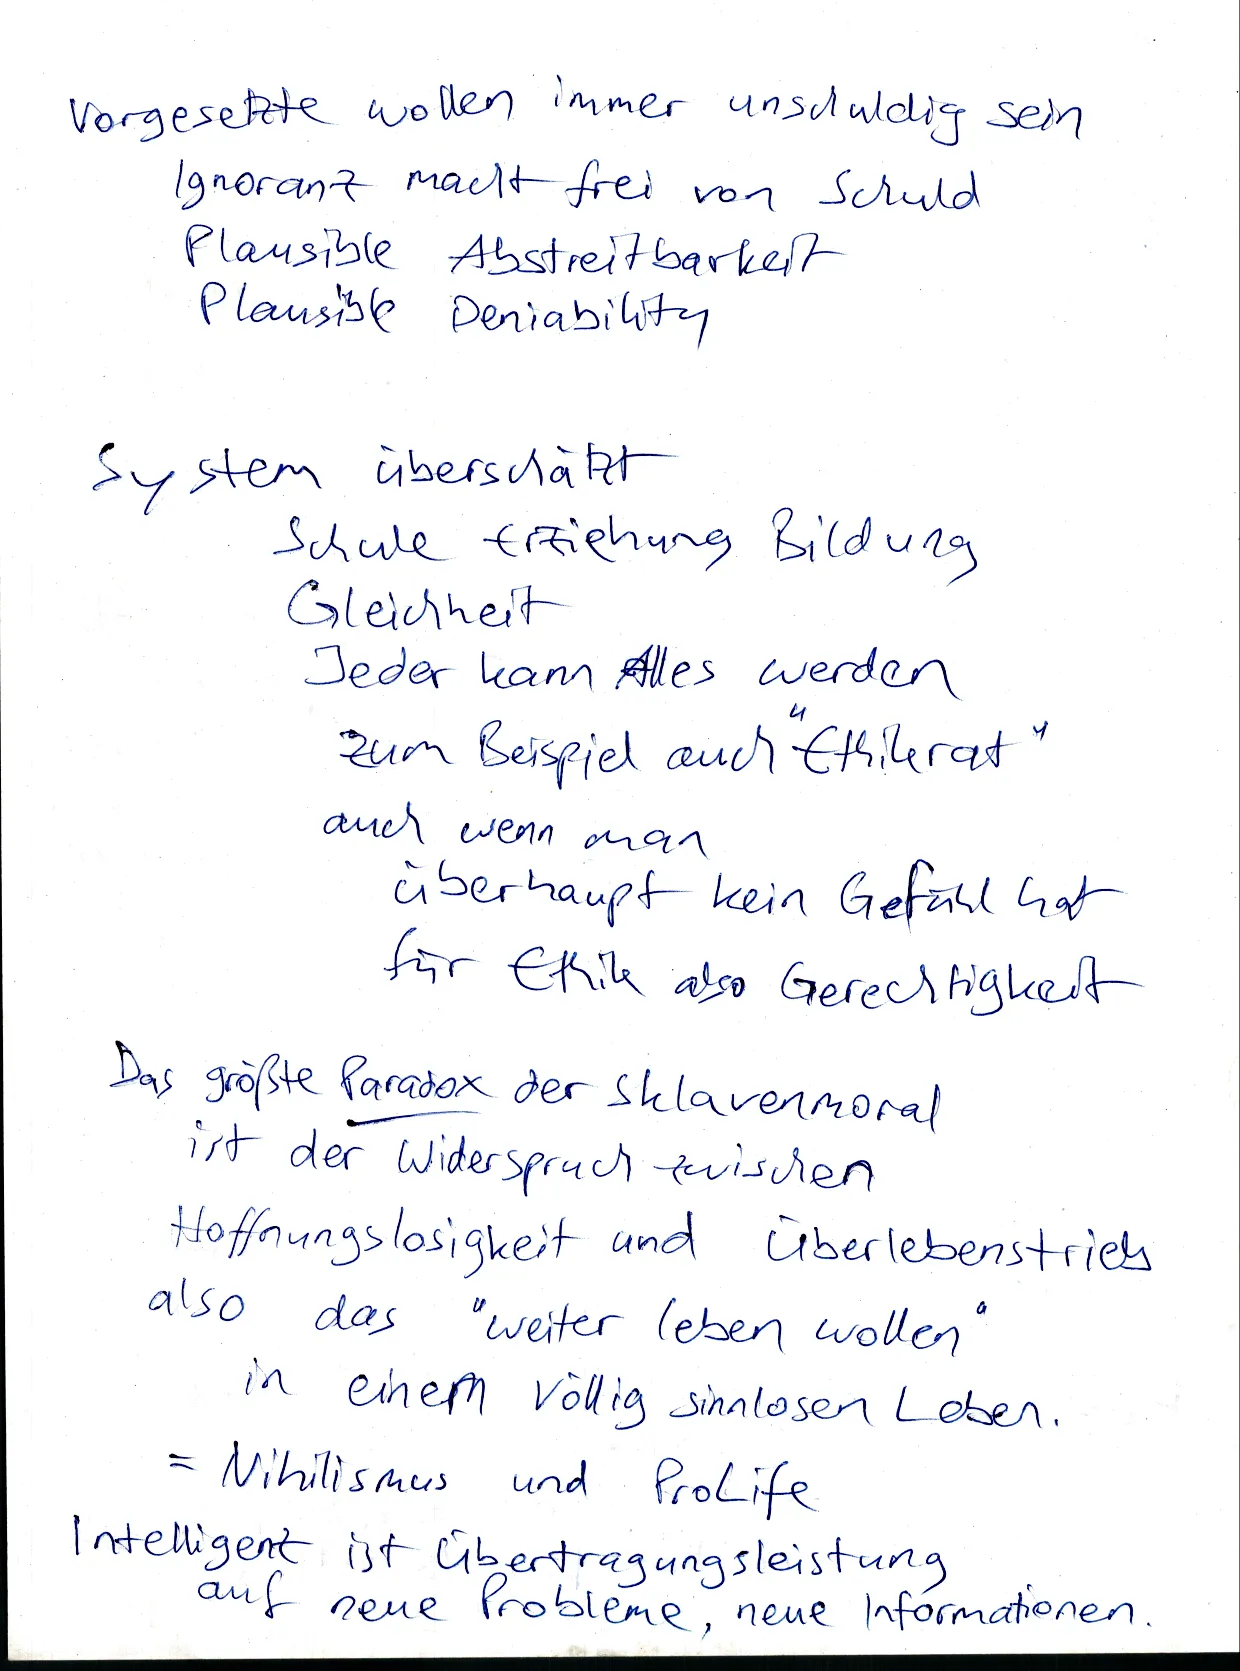 Vorgesetzte wollen immer unschuldig sein
Ignoranz macht frei von Schuld
Plausible Abstreitbarkeit
Plausible Deniability
System überschätzt
Schule Erziehung Bildung
Gleichheit
Jeder kann Alles werden
zum Beispiel auch "Ethikrat"
auch wenn man
überhaupt kein Gefühl hat
für Ethik also Gerechtigkeit
Das größte Paradox der Sklavenmoral
ist der Widerspruch zwischen
Hoffnungslosigkeit und Überlebenstrieb
also das "weiter leben wollen"
in einem völlig sinnlosen Leben.
= Nihilismus und ProLife
Intelligenz ist Übertragungsleistung
auf neue Probleme, neue Informationen.